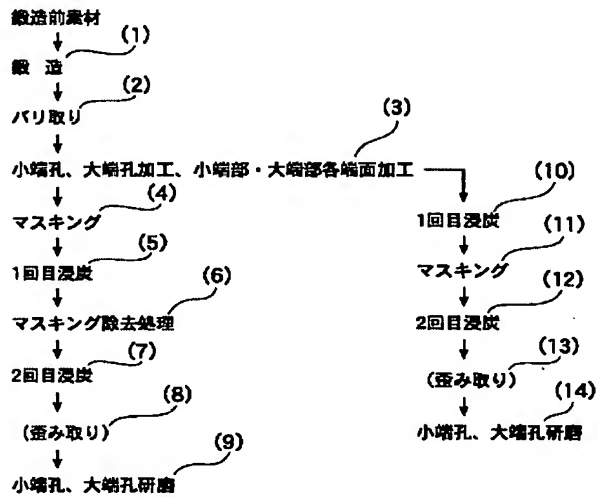 鍛造前素材
↓ (1)
鍛 造
↓ (2)
バリ取り
↓ (3)
小端孔、大端孔加工、小端部・大端部各端面加工
↓ (4)
マスキング
↓ (5)
1回目浸炭
↓ (6)
マスキング除去処理
↓ (7)
2回目浸炭
↓ (8)
(歪み取り)
↓ (9)
小端孔、大端孔研磨
(10)
1回目浸炭
↓ (11)
マスキング
↓ (12)
2回目浸炭
↓ (13)
(歪み取り)
↓ (14)
小端孔、大端孔研磨